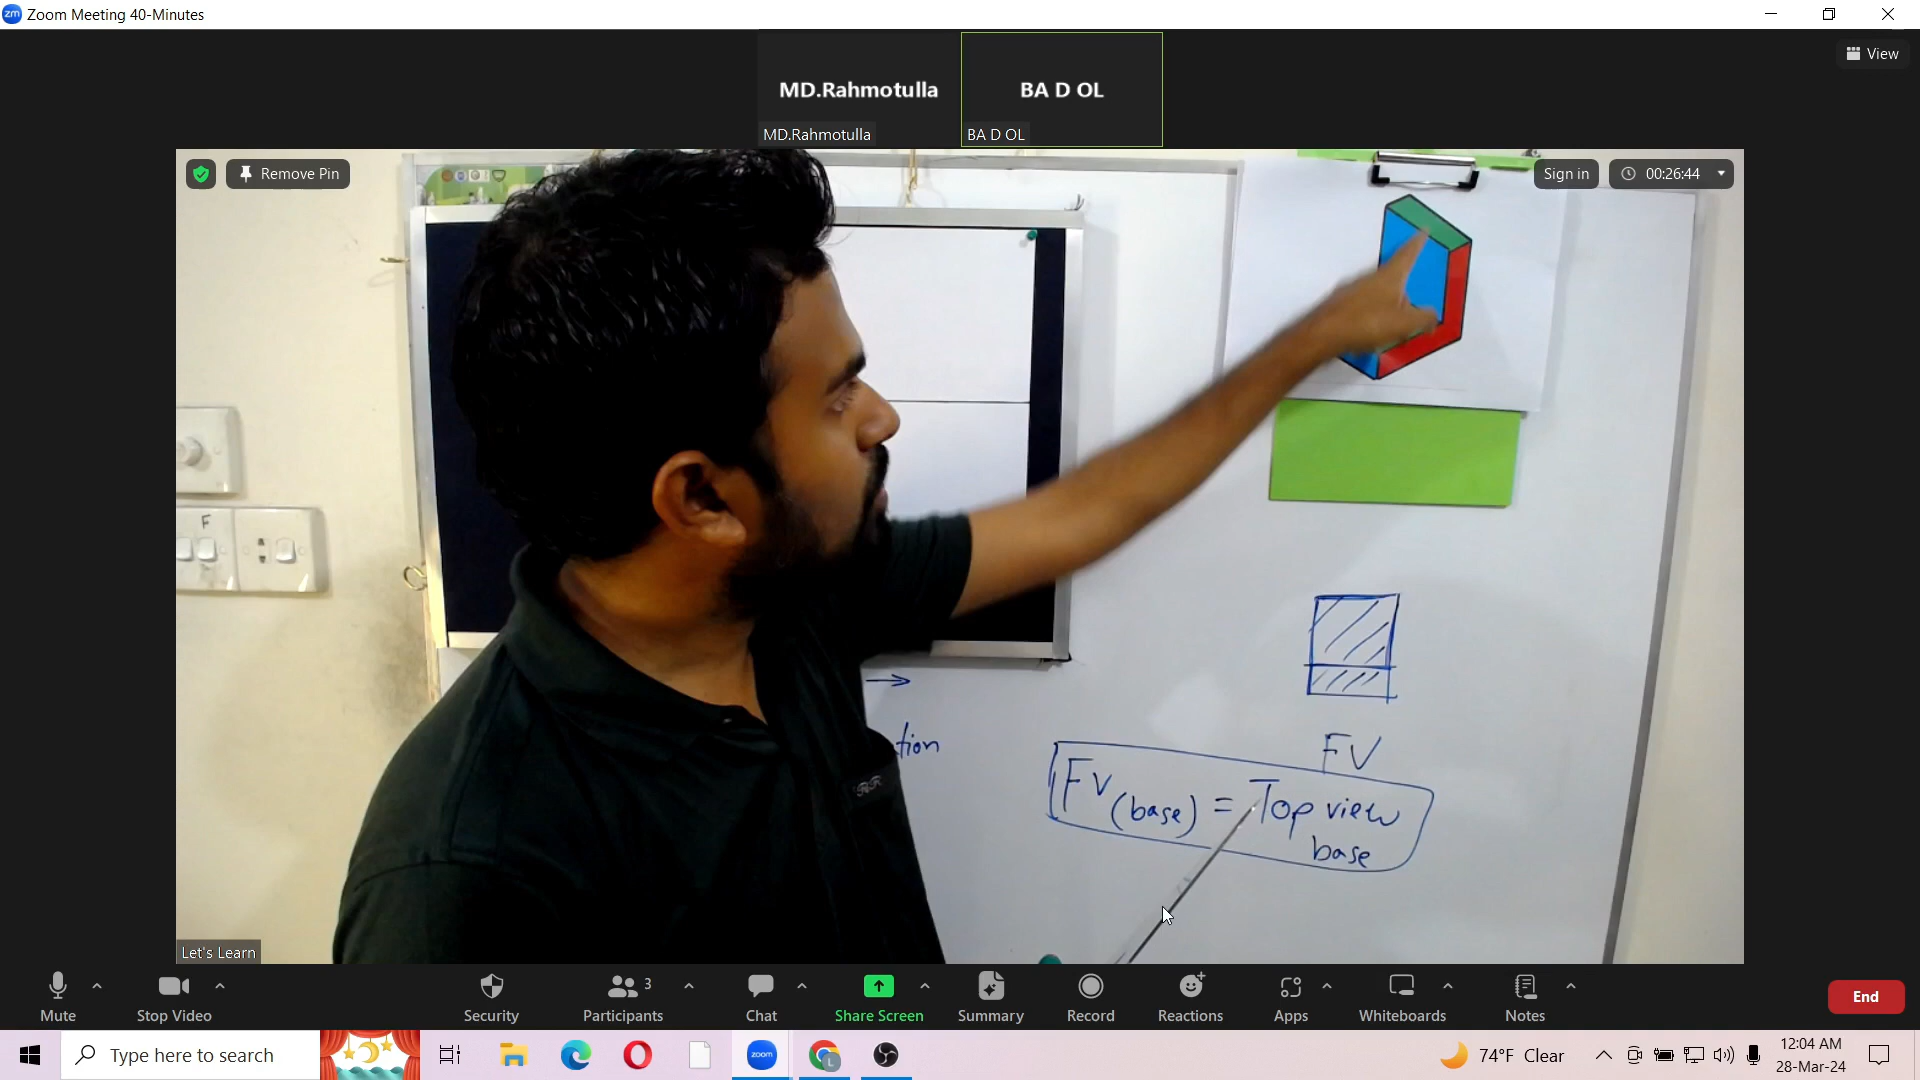 Zoom Meeting 40-Minutes
View
MD.Rahmotulla
BA D OL
MD.Rahmotulla
BA D OL
Remove Pin
Sign in
00:26:44
F
FV
tion
FV(base) = Top view
base
Let's Learn
Mute
Stop Video
Security
Participants
3
Chat
Share Screen
Summary
Record
Reactions
Apps
Whiteboards
Notes
End
Type here to search
zoom
L
74°F Clear
12:04 AM
28-Mar-24